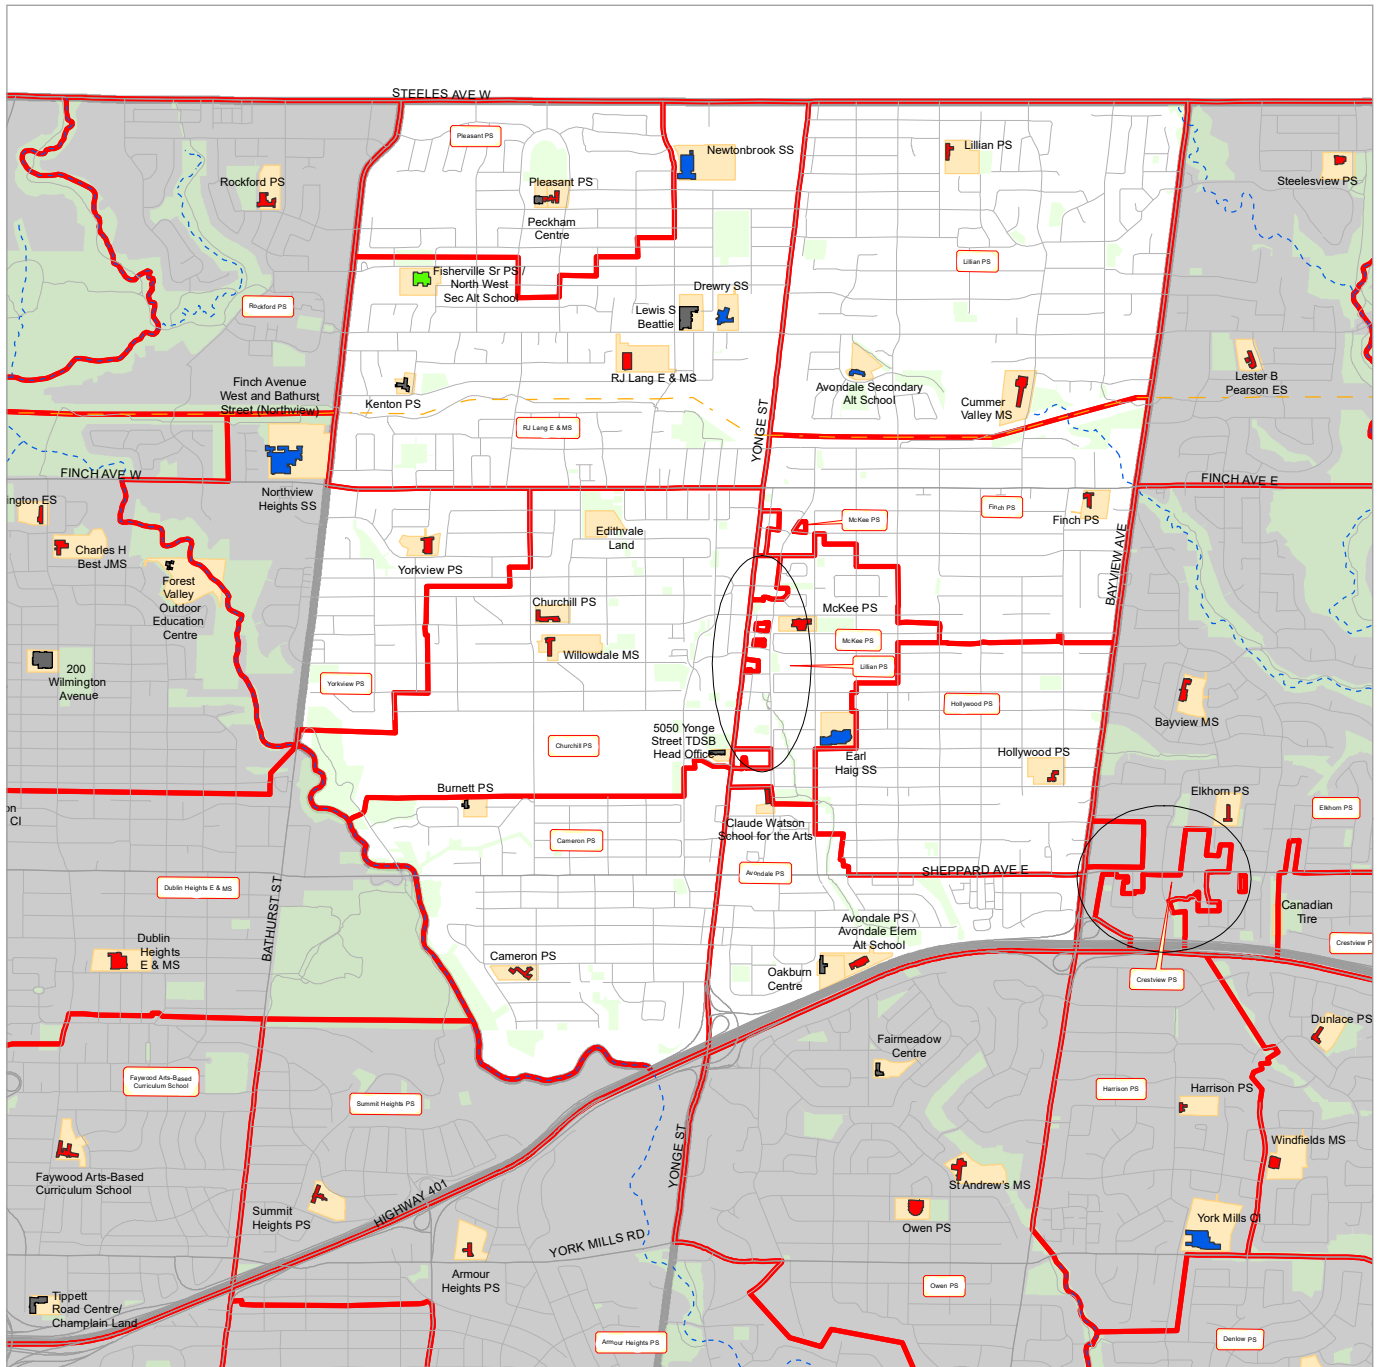 STEELES AVE W
Pleasant PS
Newtonbrook SS
Lillian PS
Rockford PS
Pleasant PS
Steelesview PS
Peckham
Centre
Lillian PS
Fisherville Sr PS /
North West
Sec Alt School
Drewry SS
Rockford PS
Lewis S
Beattie
Finch Avenue
West and Bathurst
Street (Northview)
Kenton PS
RJ Lang E & MS
Avondale Secondary
Alt School
Cummer
Valley MS
Lester B
Pearson ES
YONGE ST
RJ Lang E & MS
FINCH AVE W
FINCH AVE E
ington ES
Northview
Heights SS
Finch PS
Finch PS
McKee PS
Edithvale
Land
Charles H
Best JMS
Yorkview PS
Forest
Valley
Outdoor
Education
Centre
BAYVIEW AVE
Churchill PS
McKee PS
McKee PS
Willowdale MS
Lillian PS
200
Wilmington
Avenue
Yorkview PS
Hollywood PS
Bayview MS
5050 Yonge
Street TDSB
Head Office
Churchill PS
Earl
Haig SS
Hollywood PS
Burnett PS
Elkhorn PS
Elkhorn PS
on
CI
Claude Watson
School for the Arts
Cameron PS
SHEPPARD AVE E
Avondale PS
Dublin Heights E & MS
BATHURST ST
Canadian
Tire
Avondale PS /
Avondale Elem
Alt School
Dublin
Heights
E & MS
Crestview P
Cameron PS
Oakburn
Centre
Crestview PS
Dunlace PS
Fairmeadow
Centre
Faywood Arts-Based
Curriculum School
Harrison PS
Harrison PS
Summit Heights PS
Windfields MS
YONGE ST
Faywood Arts-Based
Curriculum School
St Andrew's MS
HIGHWAY 401
Summit
Heights PS
Owen PS
York Mills CI
YORK MILLS RD
Armour
Heights PS
Owen PS
Tippett
Road Centre/
Champlain Land
Armour Heights PS
Denlow PS